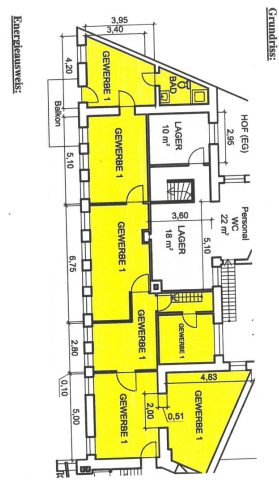 Grundriss:
HOF (EG)
2,95
Personal
WC
22 m²
3,95
3,40
BAD
GEWERBE 1
LAGER
10 m²
4,20
Balkon
5,10
GEWERBE 1
3,60
5,10
LAGER
18 m²
GEWERBE 1
6,75
GEWERBE 1
GEWERBE 1
2,80
0,10
4,83
GEWERBE 1
0,51
2,00
GEWERBE 1
5,00
Energieausweis: